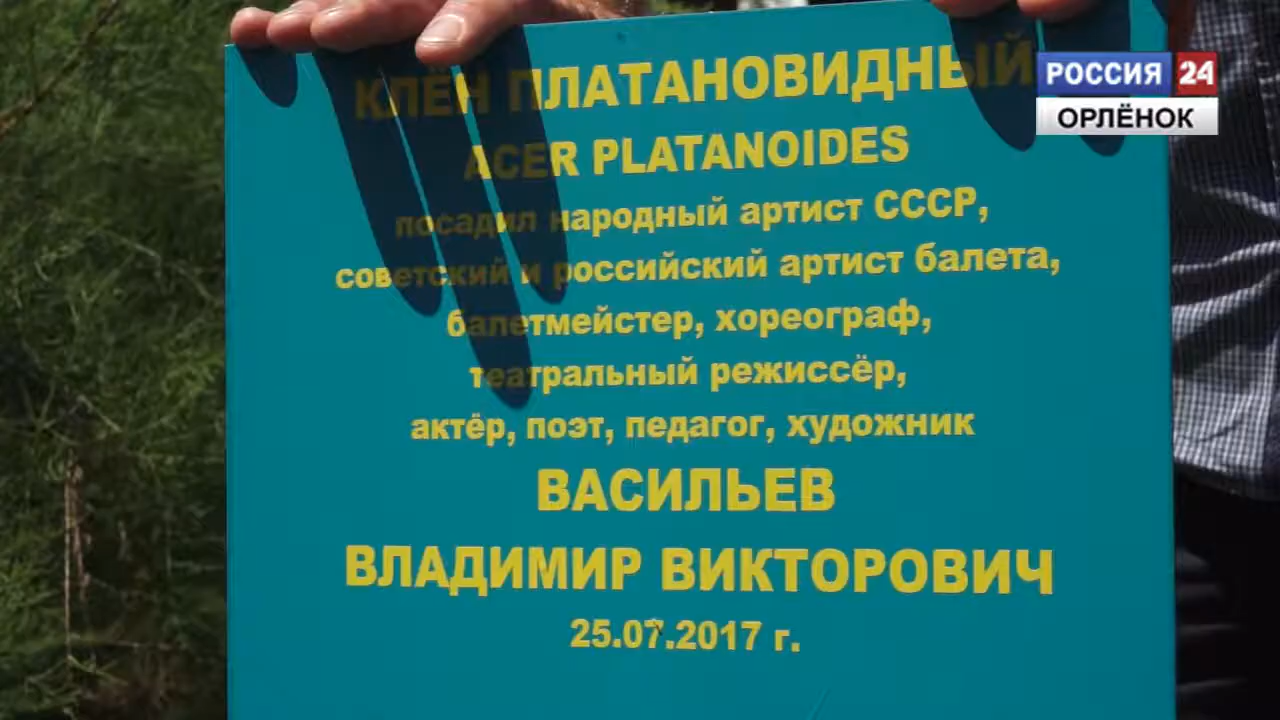 КЛЁН ПЛАТАНОВИДНЫЙ
ACER PLATANOIDES
посадил народный артист СССР,
советский и российский артист балета,
балетмейстер, хореограф,
театральный режиссёр,
актёр, поэт, педагог, художник
ВАСИЛЬЕВ
ВЛАДИМИР ВИКТОРОВИЧ
25.07.2017 г.
РОССИЯ 24
ОРЛЁНОК